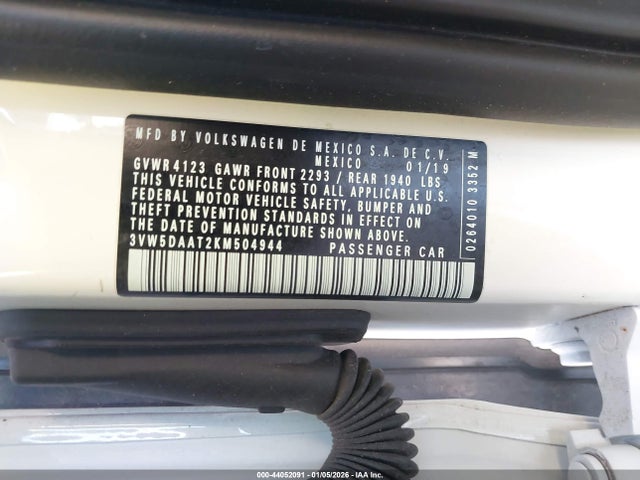 MFD BY VOLKSWAGEN DE MEXICO S.A. DE C.V.
MEXICO 01/19
GVWR 4123 GAWR FRONT 2293 / REAR 1940 LBS
THIS VEHICLE CONFORMS TO ALL APPLICABLE U.S.
FEDERAL MOTOR VEHICLE SAFETY, BUMPER AND
THEFT PREVENTION STANDARDS IN EFFECT ON
THE DATE OF MANUFACTURE SHOWN ABOVE.
3VW5DAAT2KM504944 PASSENGER CAR
0264010 3352 M
000-44052091 - 01/05/2026 - IAA Inc.